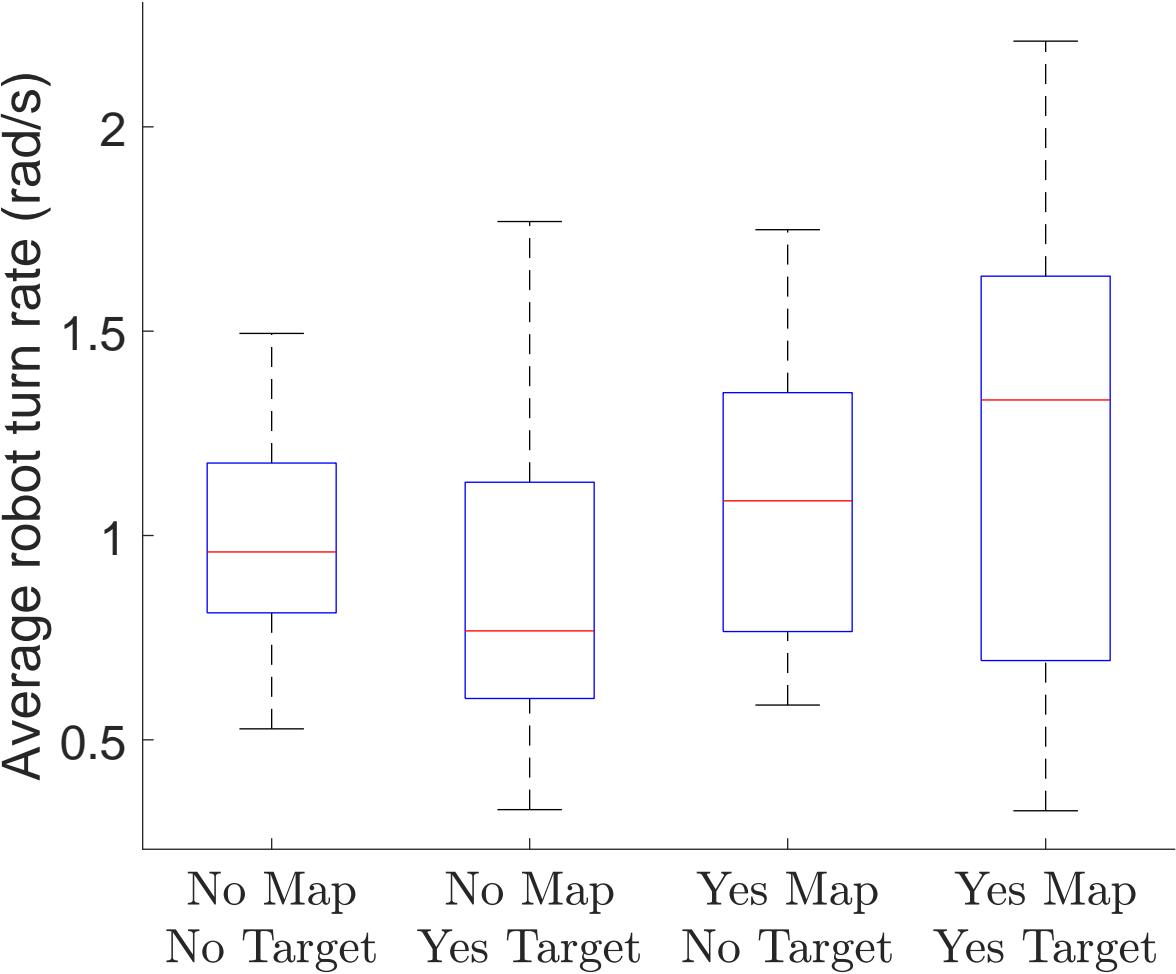 Average robot turn rate (rad/s)
2
1.5
1
0.5
No Map No Map Yes Map Yes Map
No Target Yes Target No Target Yes Target